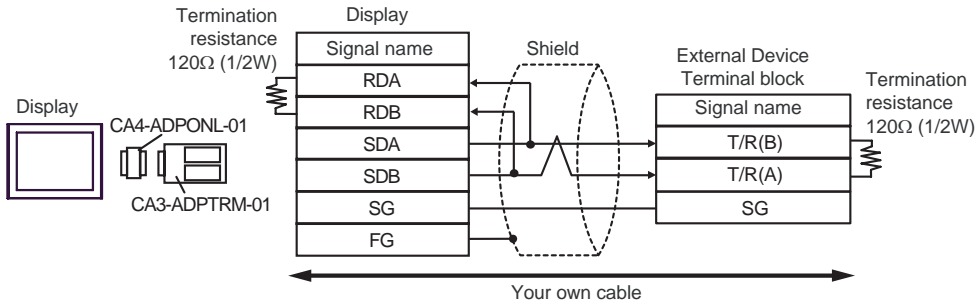 Display
CA4-ADPONL-01
CA3-ADPTRM-01
Termination
resistance
120Ω (1/2W)
Display
Signal name
RDA
RDB
SDA
SDB
SG
FG
Shield
External Device
Terminal block
Signal name
T/R(B)
T/R(A)
SG
Termination
resistance
120Ω (1/2W)
Your own cable